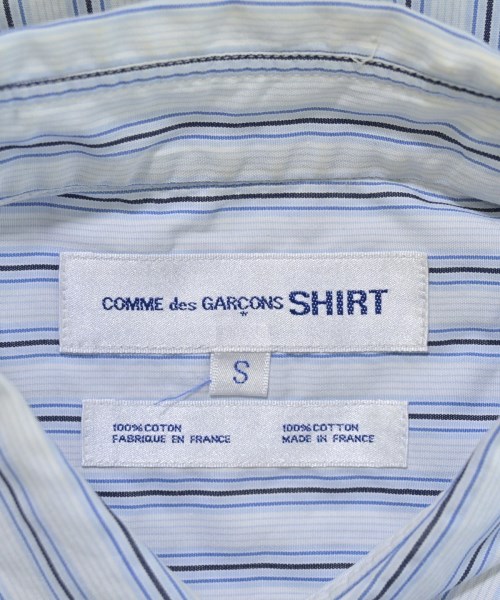 COMME des GARÇONS SHIRT
*
S
100% COTON
FABRIQUE EN FRANCE
100% COTTON
MADE IN FRANCE